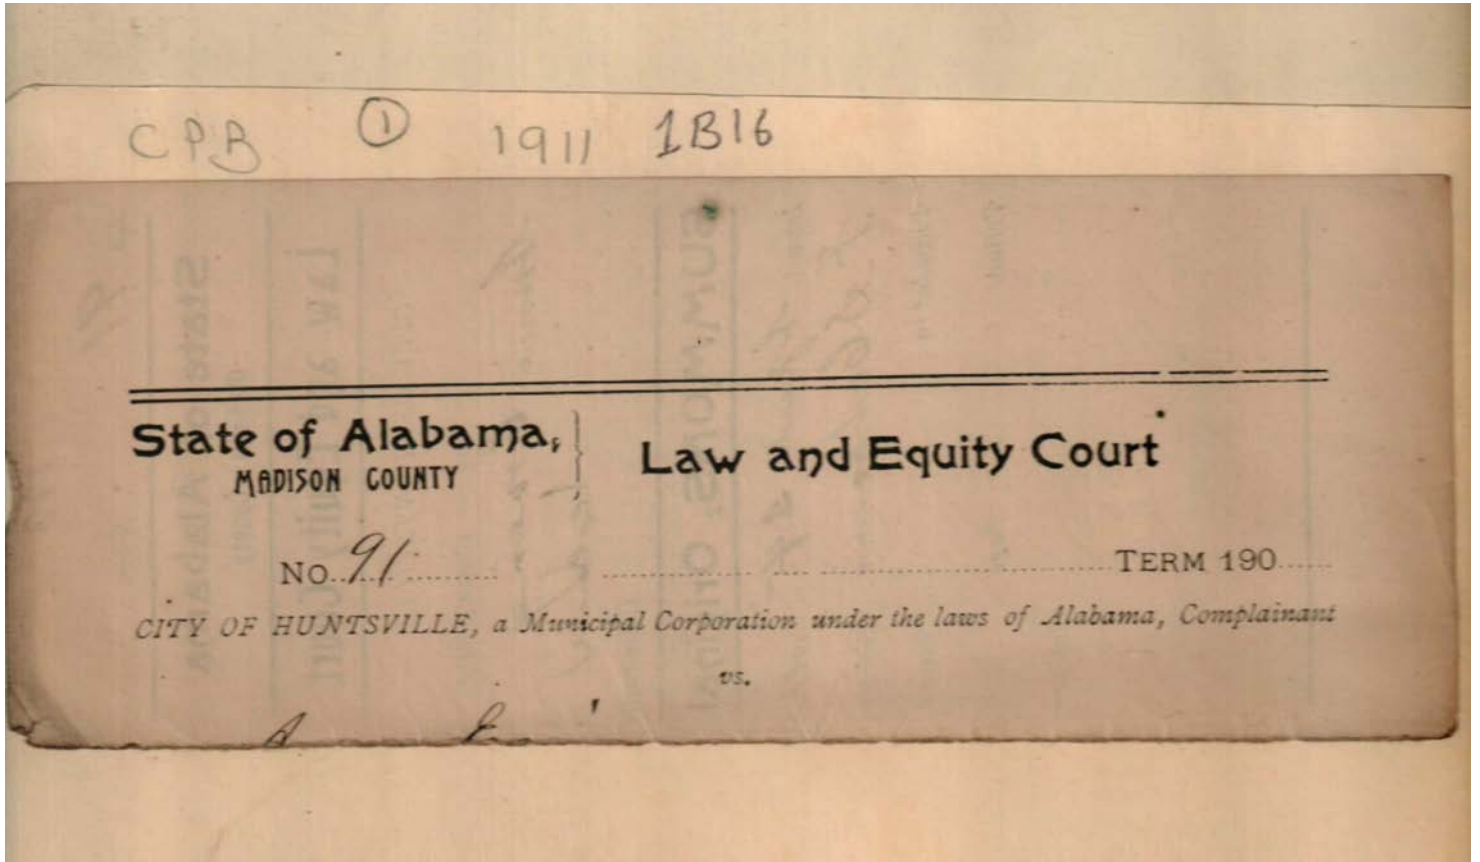 CPB ① 1911 1B16
State of Alabama, Law and Equity Court
MADISON COUNTY
No. 91 TERM 190
CITY OF HUNTSVILLE, a Municipal Corporation under the laws of Alabama, Complainant
vs.